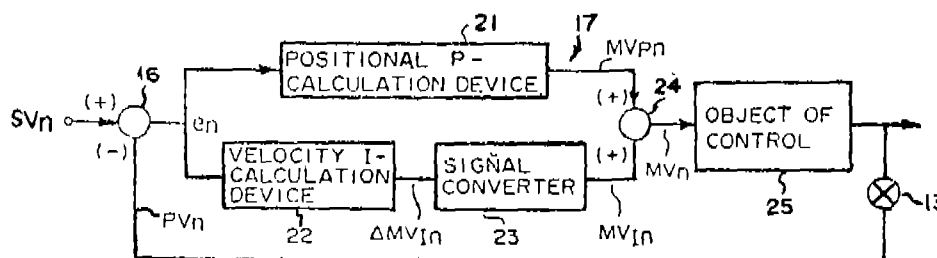 21
17
POSITIONAL P-
CALCULATION DEVICE
MVPn
16
(+)
SVn
(-)
en
(+)
24
(+)
MVn
OBJECT OF
CONTROL
25
VELOCITY I-
CALCULATION
DEVICE
22
ΔMVIn
SIGNAL
CONVERTER
23
MVIn
PVn